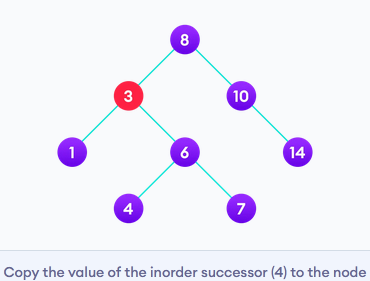 8
3 10
1 6 14
4 7
Copy the value of the inorder successor (4) to the node